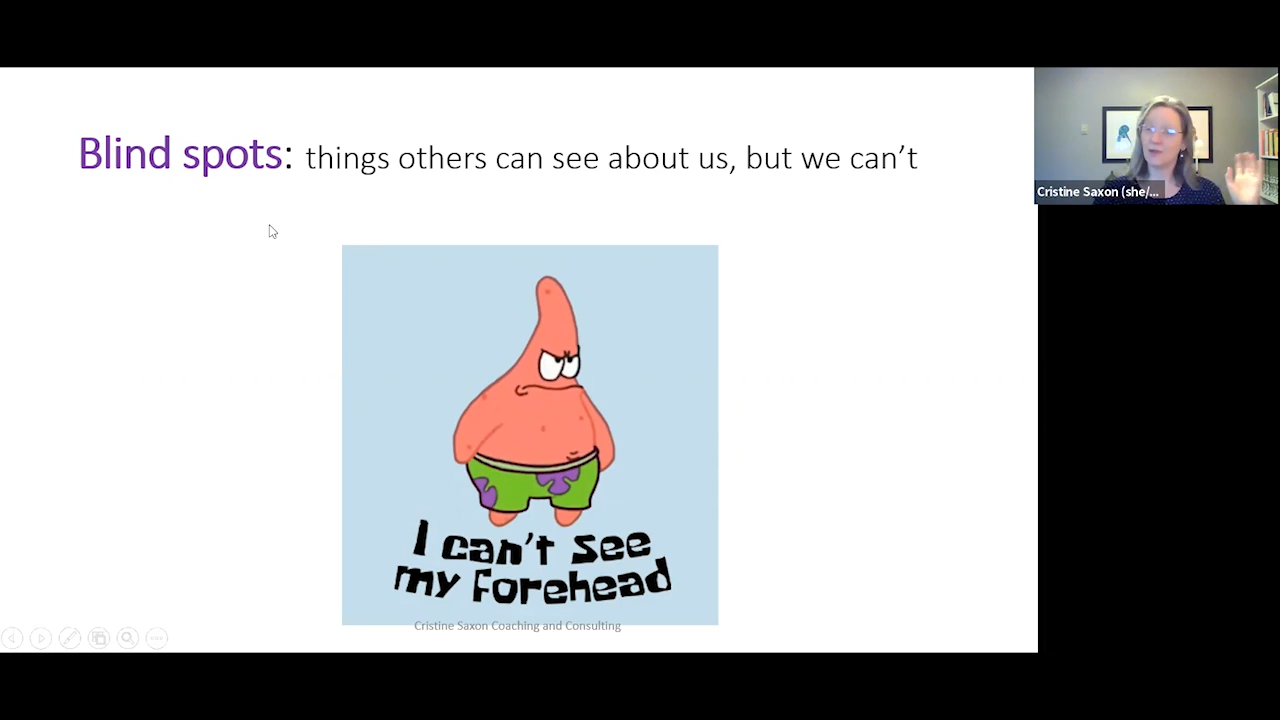 Blind spots: things others can see about us, but we can’t
Cristine Saxon (she/...
I can't see
my forehead
Cristine Saxon Coaching and Consulting